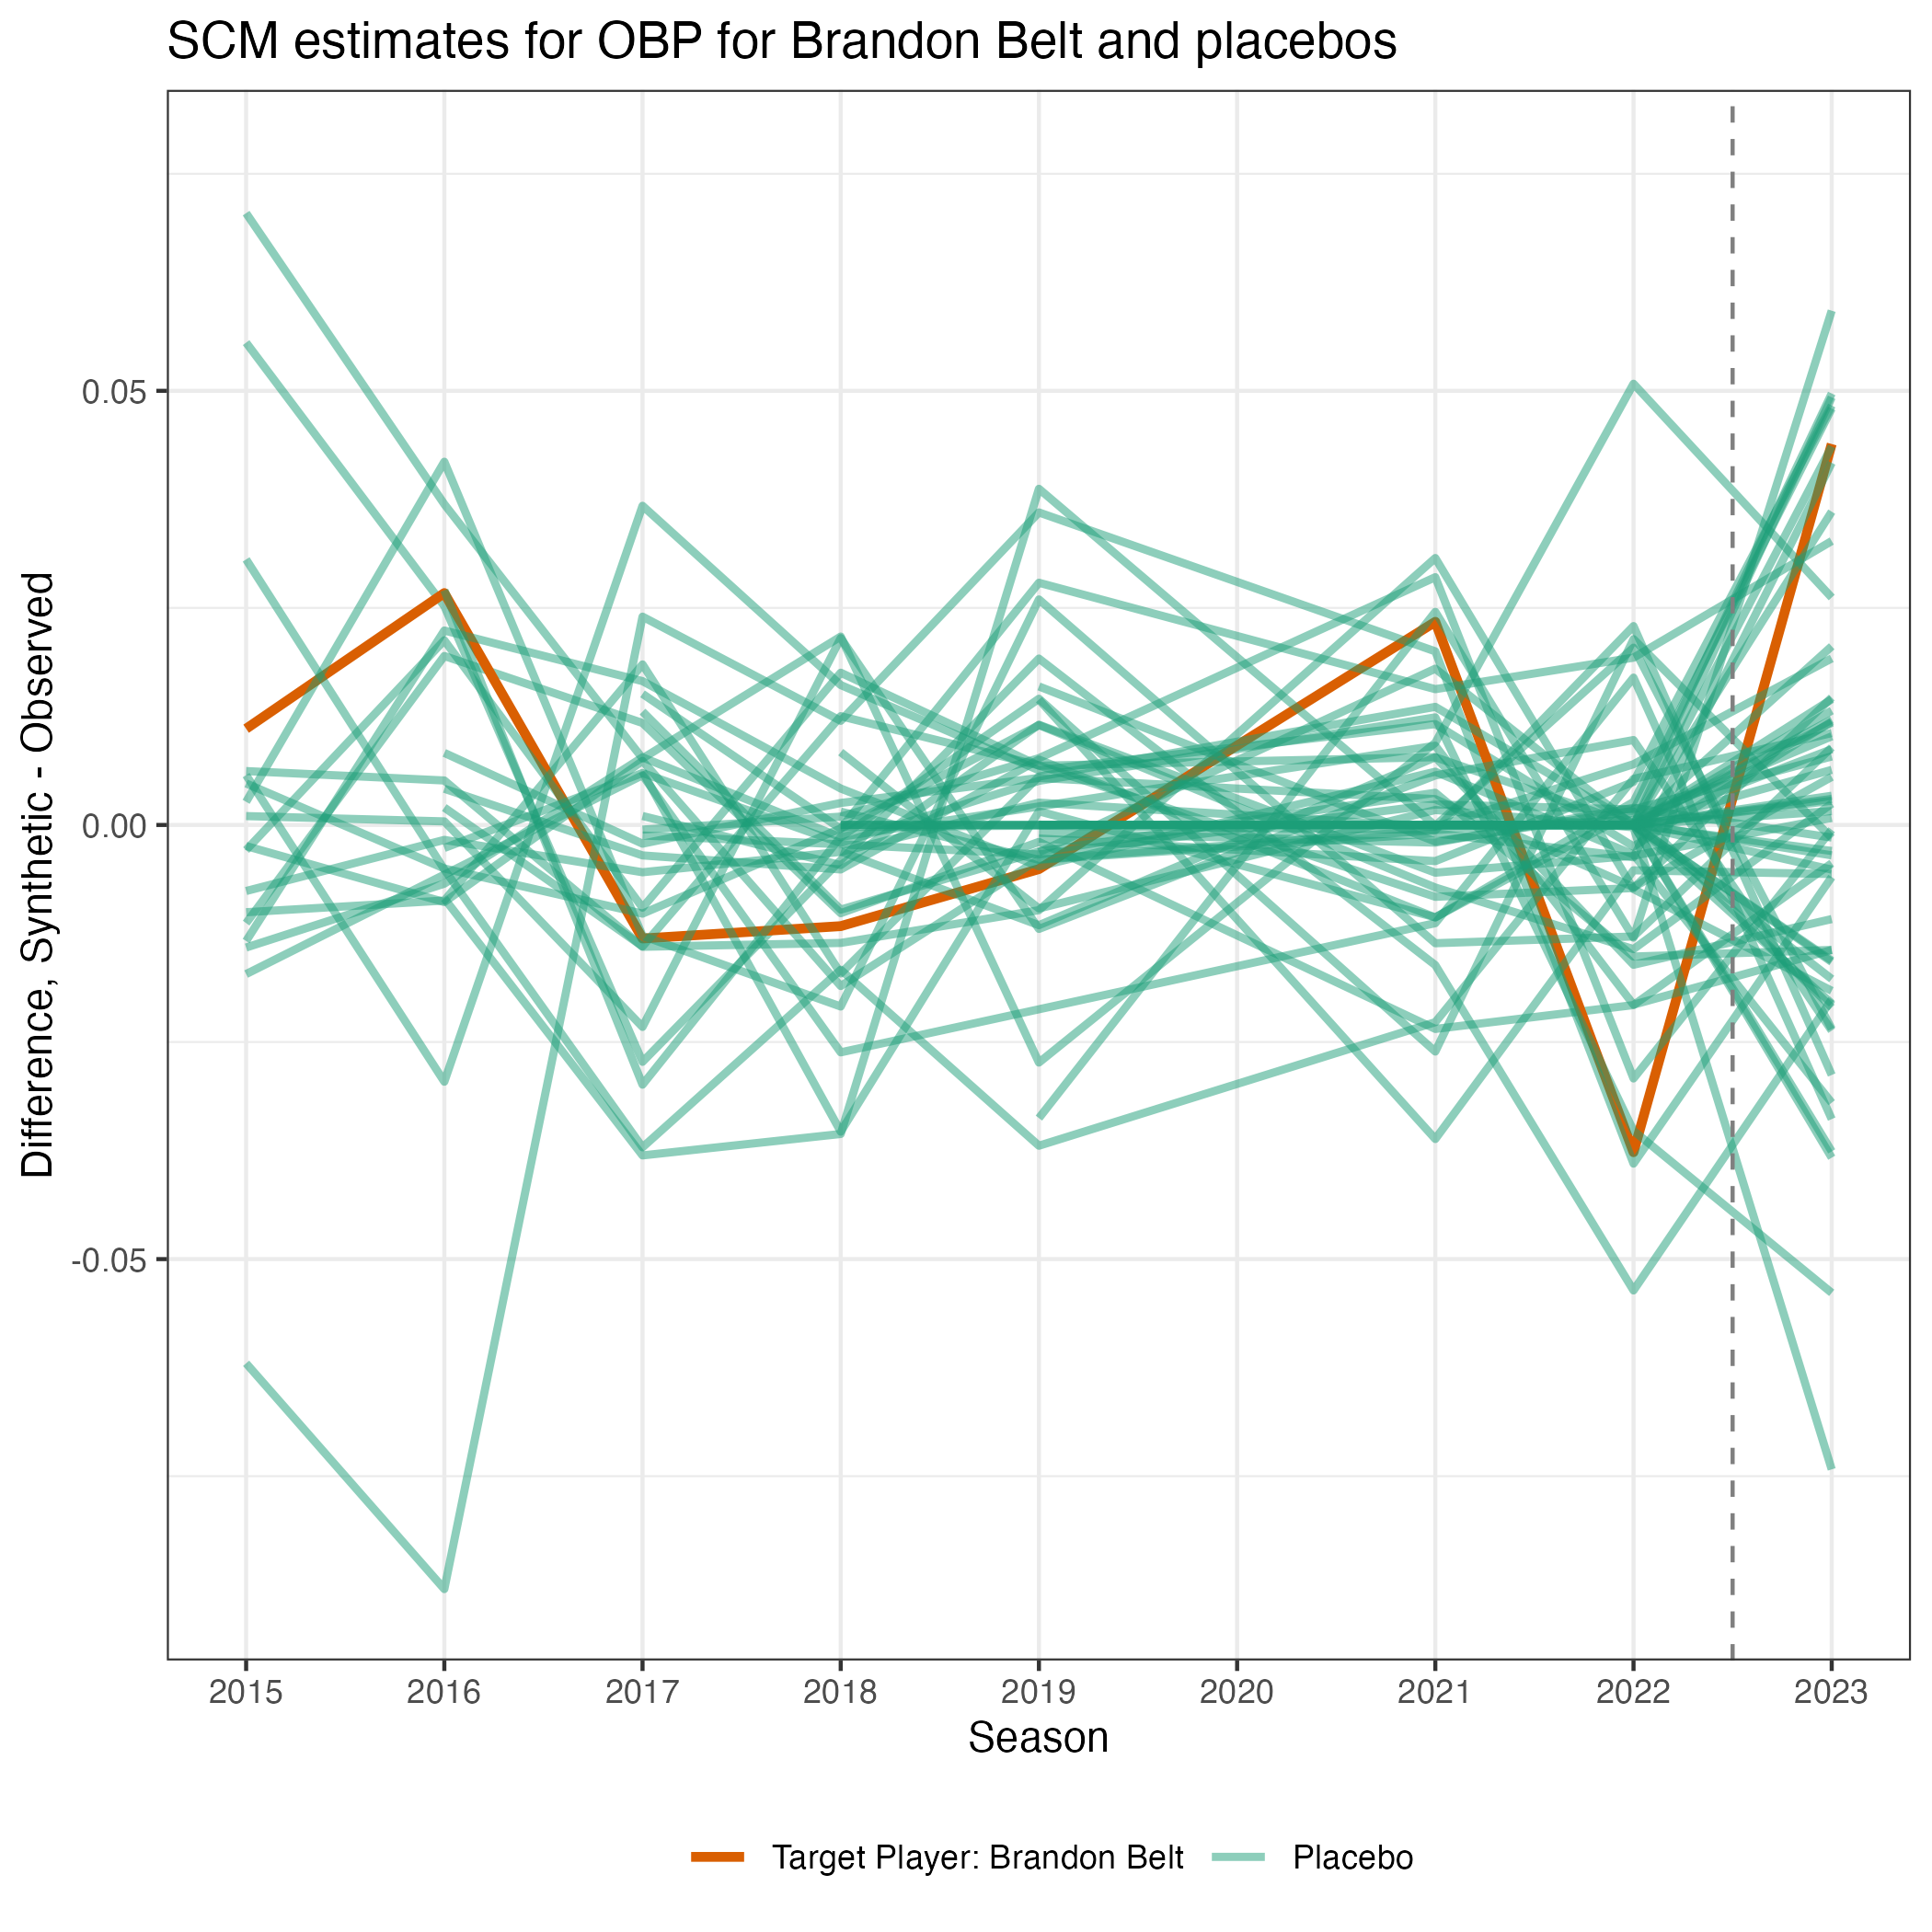 SCM estimates for OBP for Brandon Belt and placebos
Difference, Synthetic - Observed
0.05
0.00
-0.05
2015 2016 2017 2018 2019 2020 2021 2022 2023
Season
Target Player: Brandon Belt Placebo